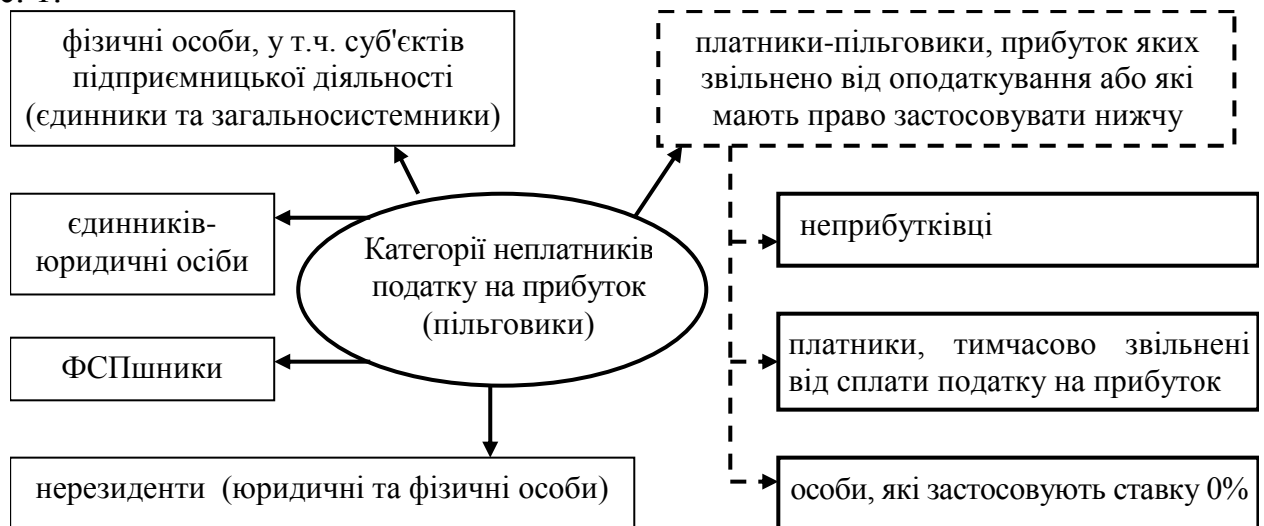 фізичні особи, у т.ч. суб'єктів
підприємницької діяльності
(єдинники та загальносистемники)
платники-пільговики, прибуток яких
звільнено від оподаткування або які
мають право застосовувати нижчу
єдинників-
юридичні осіби
Категорії неплатників
податку на прибуток
(пільговики)
неприбутківці
ФСПшники
платники, тимчасово звільнені
від сплати податку на прибуток
нерезиденти (юридичні та фізичні особи)
особи, які застосовують ставку 0%